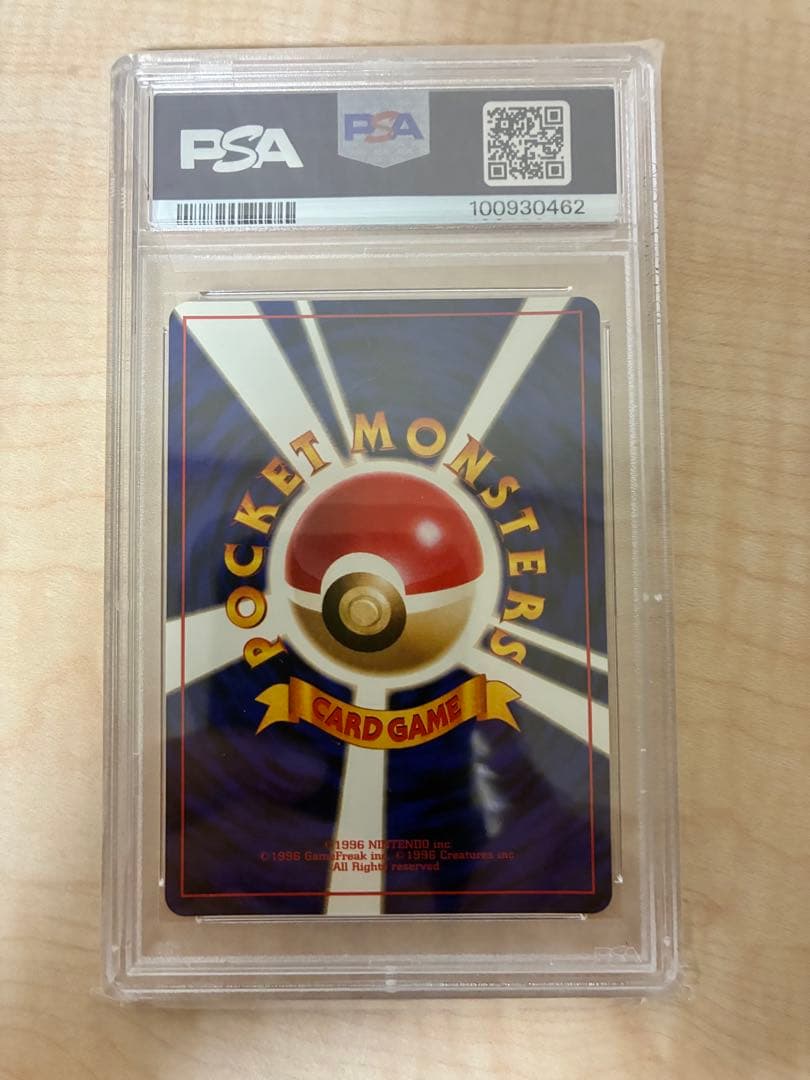 PSA
PSA
100930462
POCKET MONSTERS
CARD GAME
©1996 NINTENDO inc
©1996 GameFreak inc. ©1996 Creatures inc
All Rights reserved
PSA